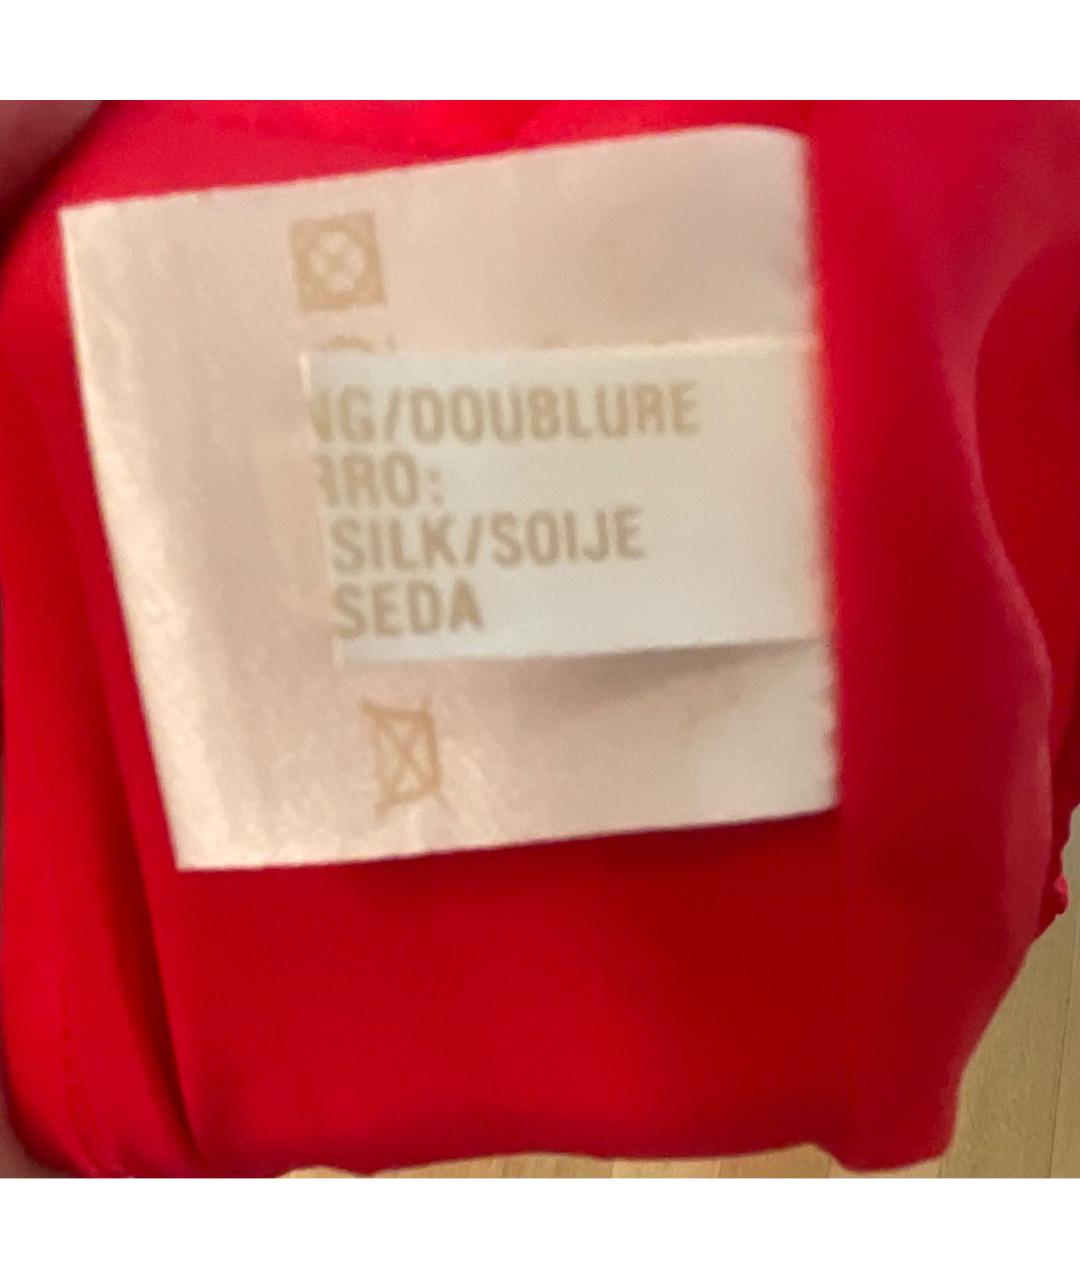 NG/DOUBLURE
RRO:
SILK/SOIJE
SEDA